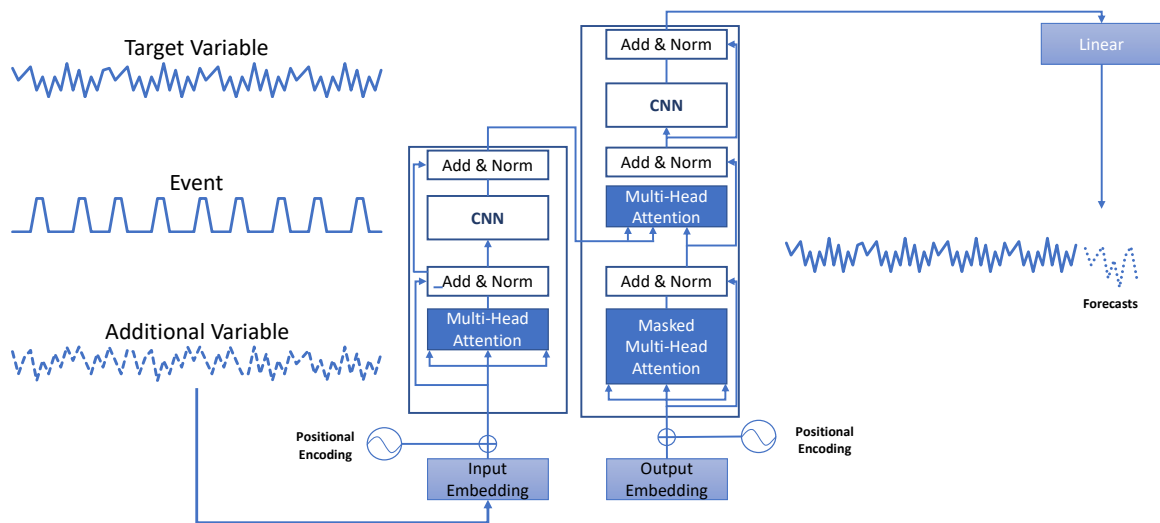 Target Variable
Event
Additional Variable
Add & Norm
CNN
Add & Norm
Multi-Head
Attention
Positional
Encoding
Input
Embedding
Add & Norm
CNN
Add & Norm
Multi-Head
Attention
Add & Norm
Masked
Multi-Head
Attention
Positional
Encoding
Output
Embedding
Linear
Forecasts